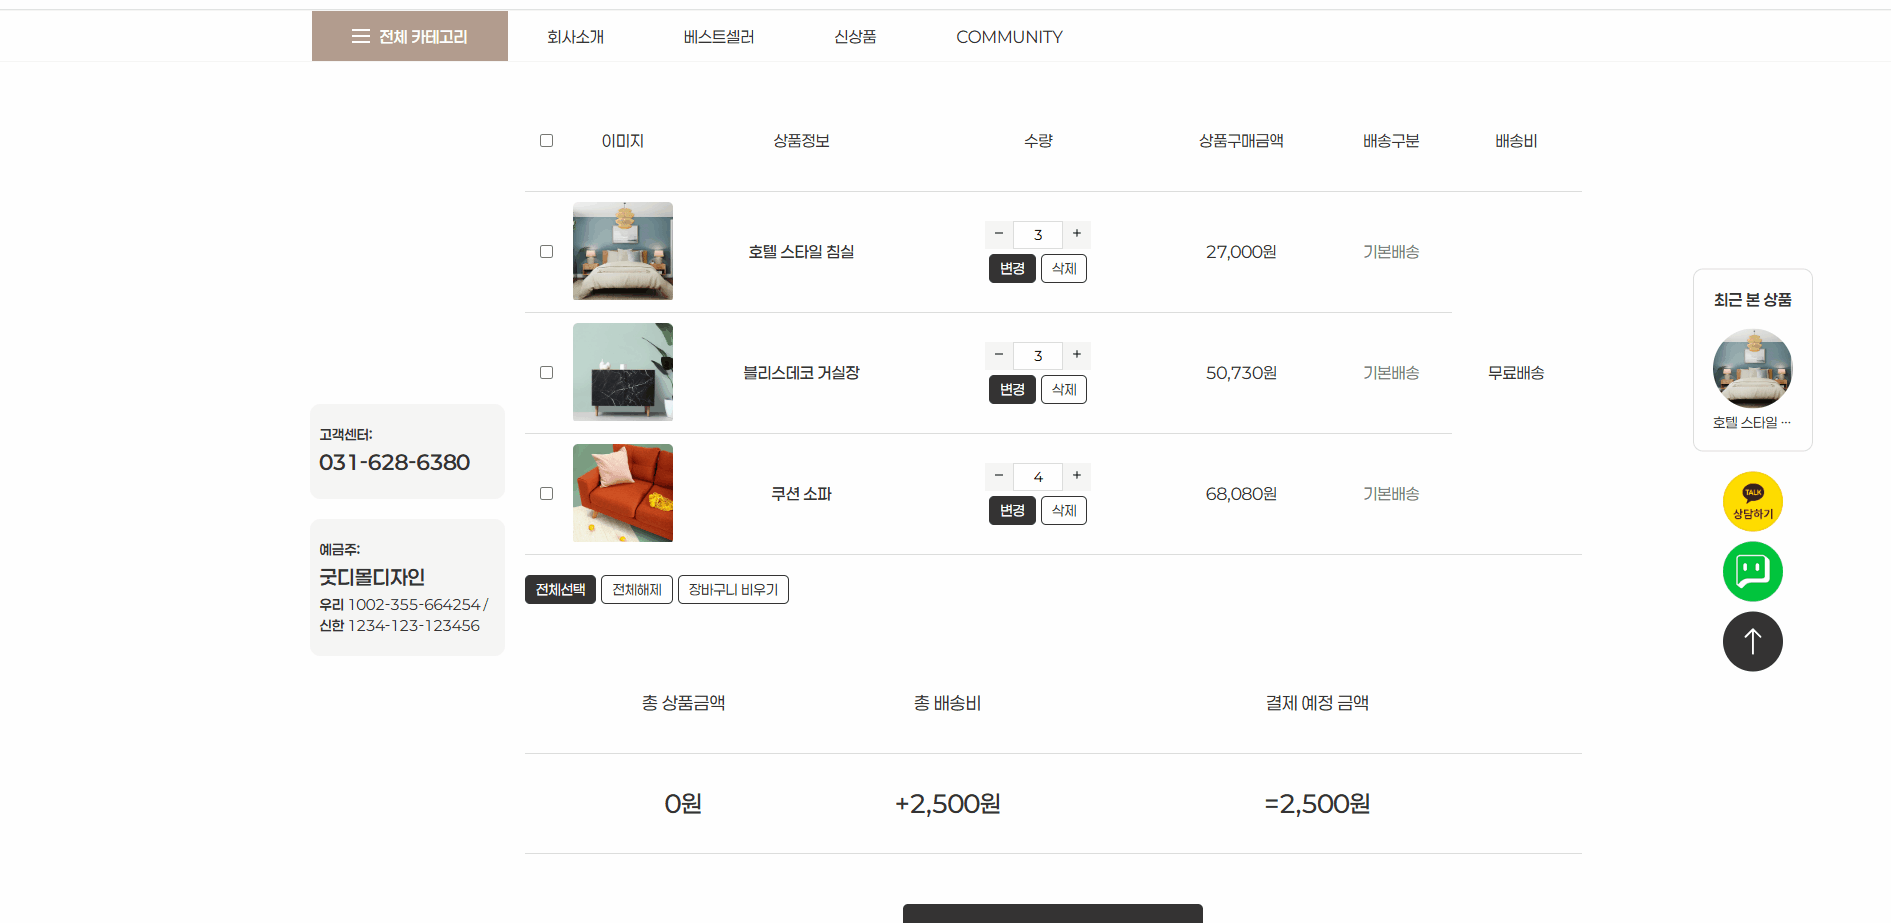 전체 카테고리 회사소개 베스트셀러 신상품 COMMUNITY
이미지 상품정보 수량 상품구매금액 배송구분 배송비
호텔 스타일 침실 − 3 + 27,000원 기본배송
변경 삭제
블리스데코 거실장 − 3 + 50,730원 기본배송 무료배송
변경 삭제
쿠션 소파 − 4 + 68,080원 기본배송
변경 삭제
전체선택 전체해제 장바구니 비우기
총 상품금액 총 배송비 결제 예정 금액
0원 +2,500원 =2,500원
고객센터:
031-628-6380
예금주:
굿디몰디자인
우리 1002-355-664254 /
신한 1234-123-123456
최근 본 상품
호텔 스타일 ...
TALK
상담하기